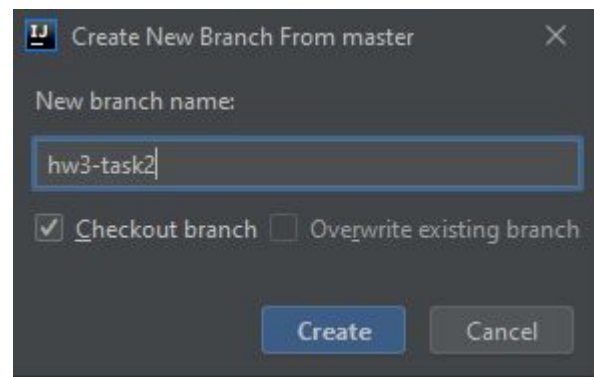 IJ
Create New Branch From master
New branch name:
hw3-task2
Checkout branch Overwrite existing branch
Create Cancel